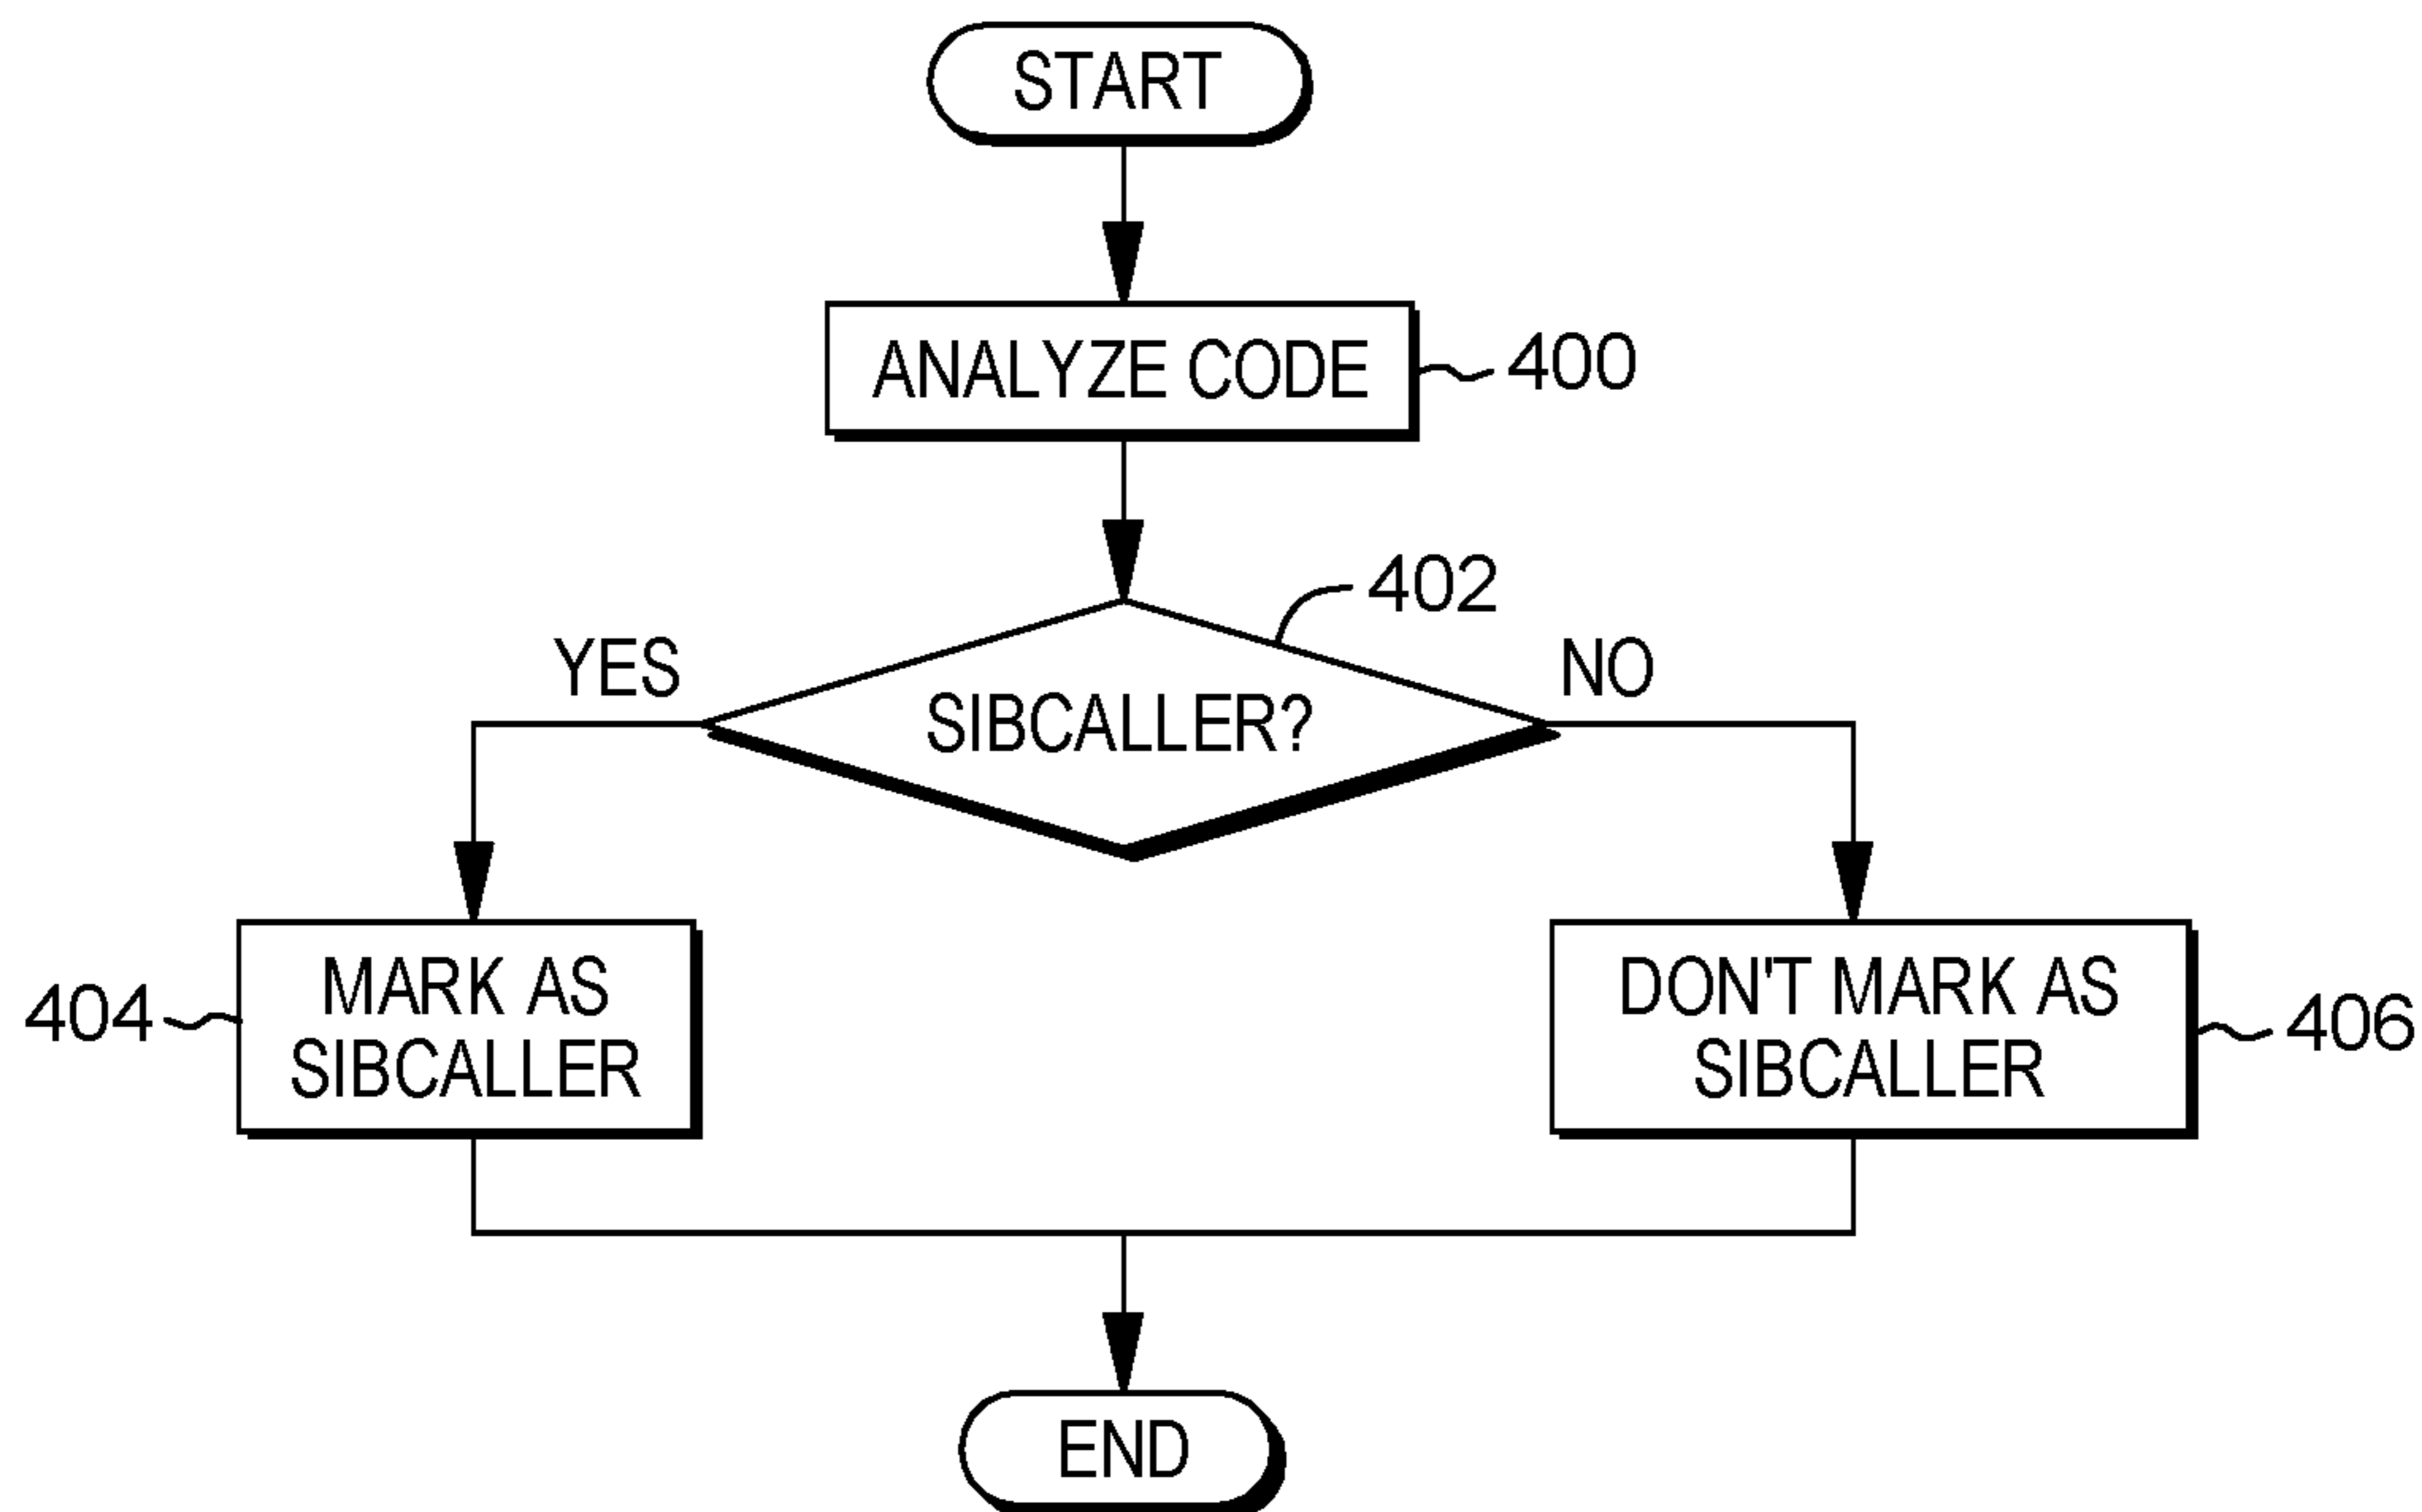 START
ANALYZE CODE
400
402
YES
NO
SIBCALLER?
MARK AS
SIBCALLER
404
DON'T MARK AS
SIBCALLER
406
END